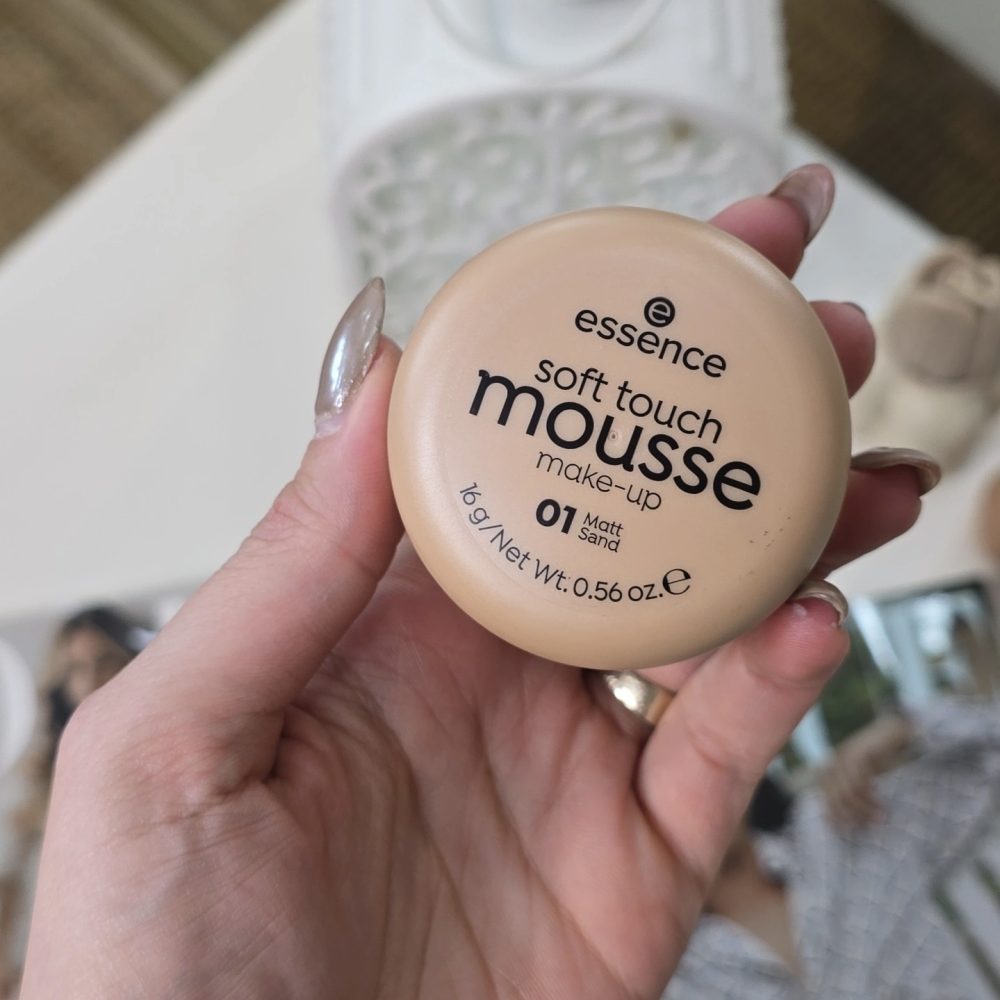 e
essence
soft touch
mousse
make-up
01 Matt
Sand
16 g/Net Wt. 0.56 oz. ℮